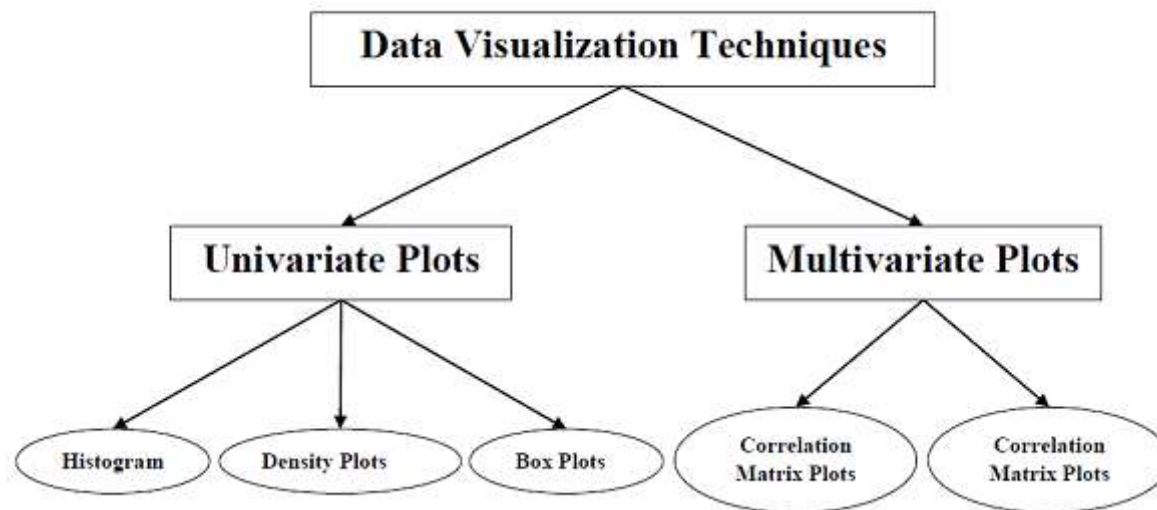 Data Visualization Techniques
Univariate Plots
Multivariate Plots
Histogram
Density Plots
Box Plots
Correlation
Matrix Plots
Correlation
Matrix Plots